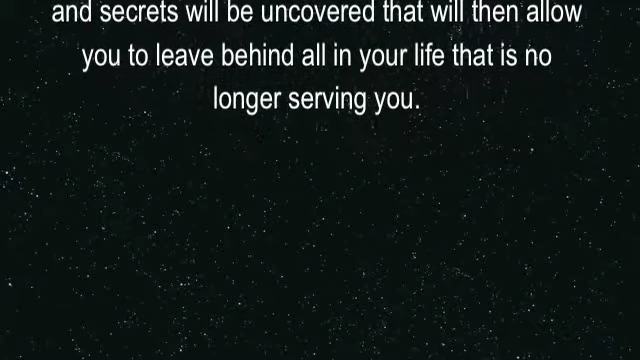 and secrets will be uncovered that will then allow
you to leave behind all in your life that is no
longer serving you.